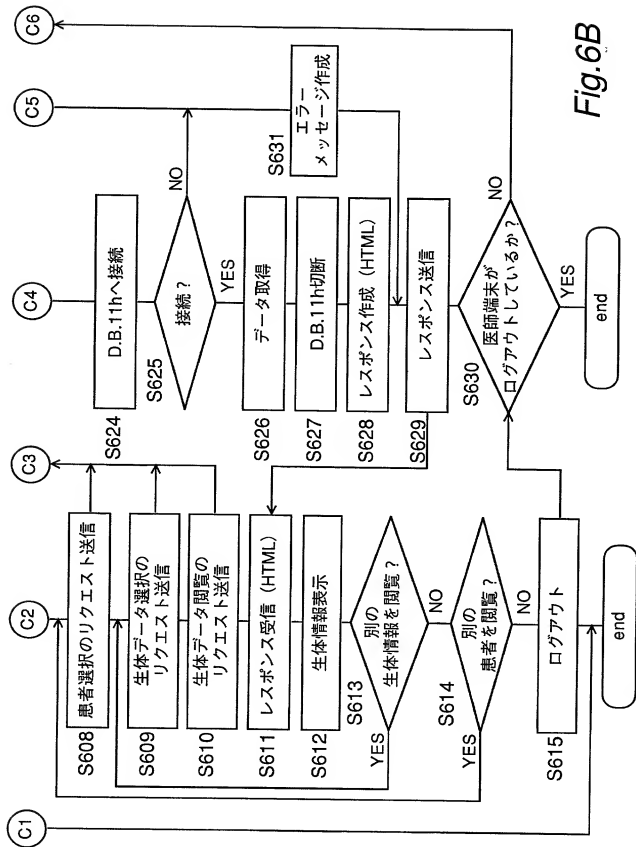 C1
C2
C3
C4
C5
C6
S608
患者選択のリクエスト送信
S609
生体データ選択の
リクエスト送信
S610
生体データ閲覧の
リクエスト送信
S611
レスポンス受信 (HTML)
S612
生体情報表示
S613
別の
生体情報を閲覧？
YES
NO
S614
別の
患者を閲覧？
YES
NO
S615
ログアウト
end
S624
D.B.11hへ接続
S625
接続？
NO
YES
S626
データ取得
S627
D.B.11h切断
S628
レスポンス作成 (HTML)
S629
レスポンス送信
S630
医師端末が
ログアウトしているか？
NO
YES
end
S631
エラー
メッセージ作成
Fig.6B